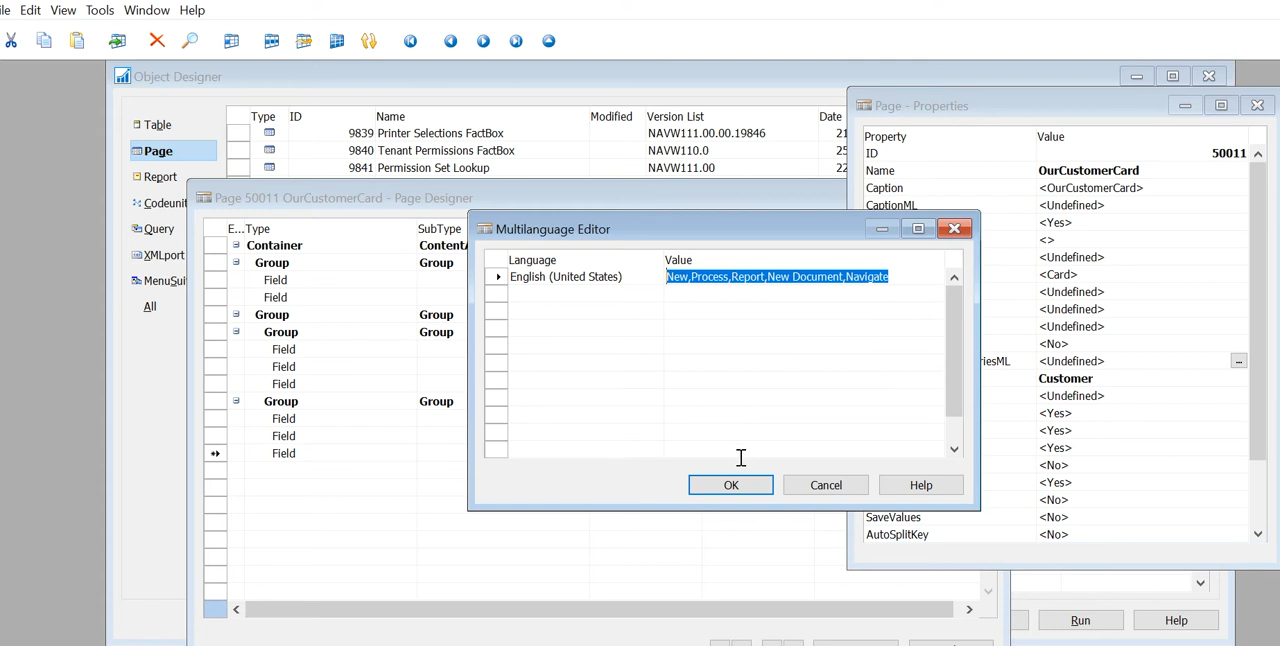 ile Edit View Tools Window Help
Object Designer
Type ID Name Modified Version List Date
9839 Printer Selections FactBox NAVW111.00.00.19846 21
9840 Tenant Permissions FactBox NAVW110.0
9841 Permission Set Lookup NAVW111.00 22
Table
Page
Report
Codeunit
Query
XMLport
MenuSui
All
Page 50011 OurCustomerCard - Page Designer
E... Type SubType
Container ContentA
Group Group
Field
Field
Group Group
Group Group
Field
Field
Field
Group Group
Field
Field
Field
Multilanguage Editor
Language Value
English (United States) New,Process,Report,New Document,Navigate
OK Cancel Help
Page - Properties
Property Value
ID 50011
Name OurCustomerCard
Caption <OurCustomerCard>
CaptionML <Undefined>
<Yes>
<>
<Undefined>
<Card>
<Undefined>
<Undefined>
<Undefined>
<No>
riesML <Undefined> ...
Customer
<Undefined>
<Yes>
<Yes>
<Yes>
<No>
<Yes>
<No>
SaveValues <No>
AutoSplitKey <No>
Run Help